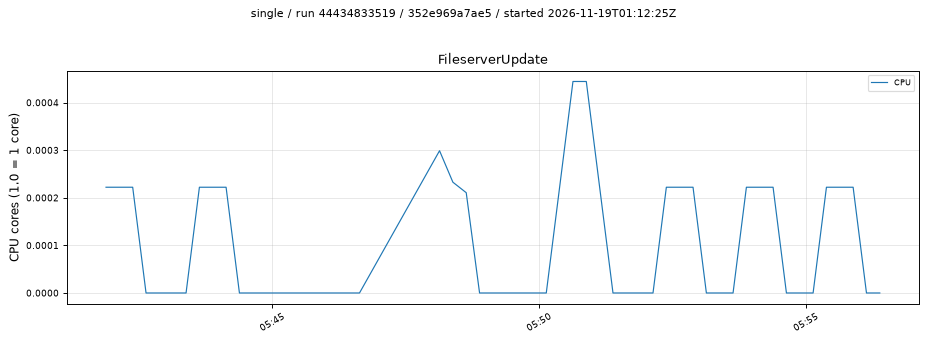 single / run 44434833519 / 352e969a7ae5 / started 2026-11-19T01:12:25Z
FileserverUpdate
CPU
CPU cores (1.0 = 1 core)
0.0004
0.0003
0.0002
0.0001
0.0000
05:45
05:50
05:55